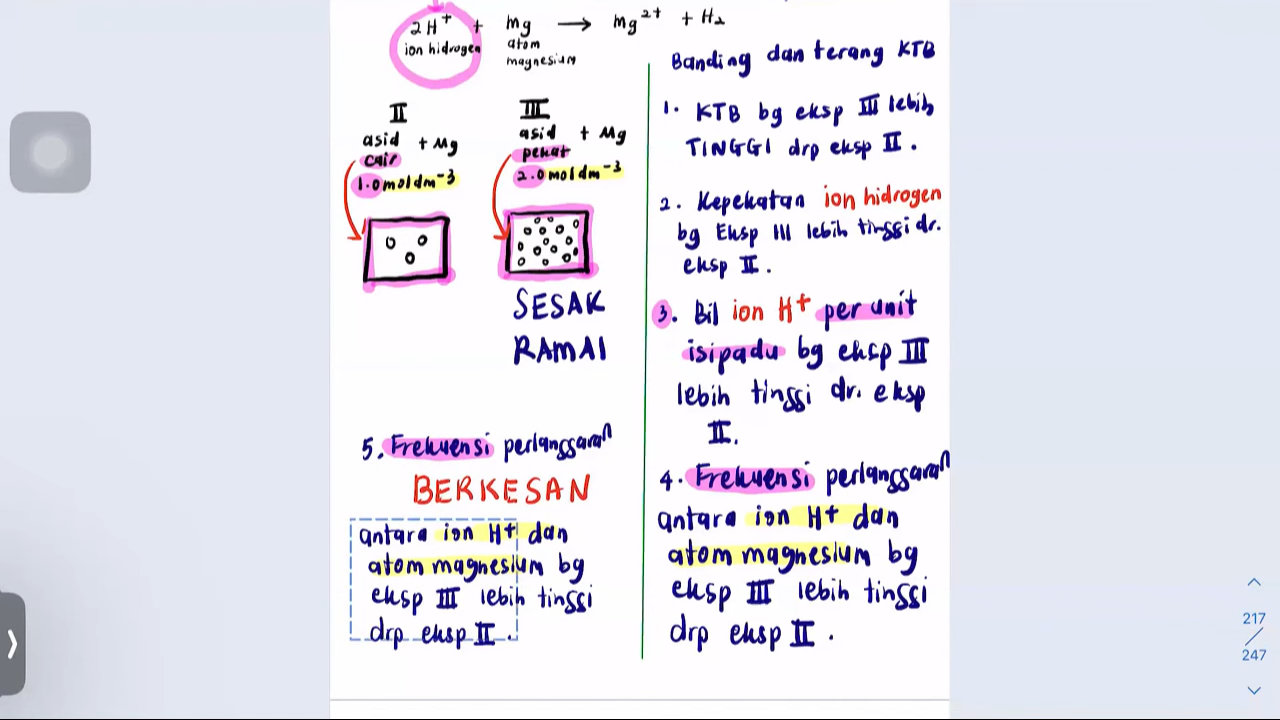 2H⁺ + Mg → Mg²⁺ + H₂
ion hidrogen atom magnesium
II
asid cair + Mg
1.0 moldm⁻³
III
asid pekat + Mg
2.0 moldm⁻³
SESAK
RAMAI
Banding dan terang KTB
1. KTB bg eksp III lebih
TINGGI drp eksp II.
2. Kepekatan ion hidrogen
bg Eksp III lebih tinggi dr.
eksp II.
3. Bil ion H⁺ per unit
isipadu bg eksp III
lebih tinggi dr. eksp
II.
4. Frekuensi perlanggaran
antara ion H⁺ dan
atom magnesium bg
eksp III lebih tinggi
drp eksp II.
5. Frekuensi perlanggaran
BERKESAN
antara ion H⁺ dan
atom magnesium bg
eksp III lebih tinggi
drp eksp II.
217
247